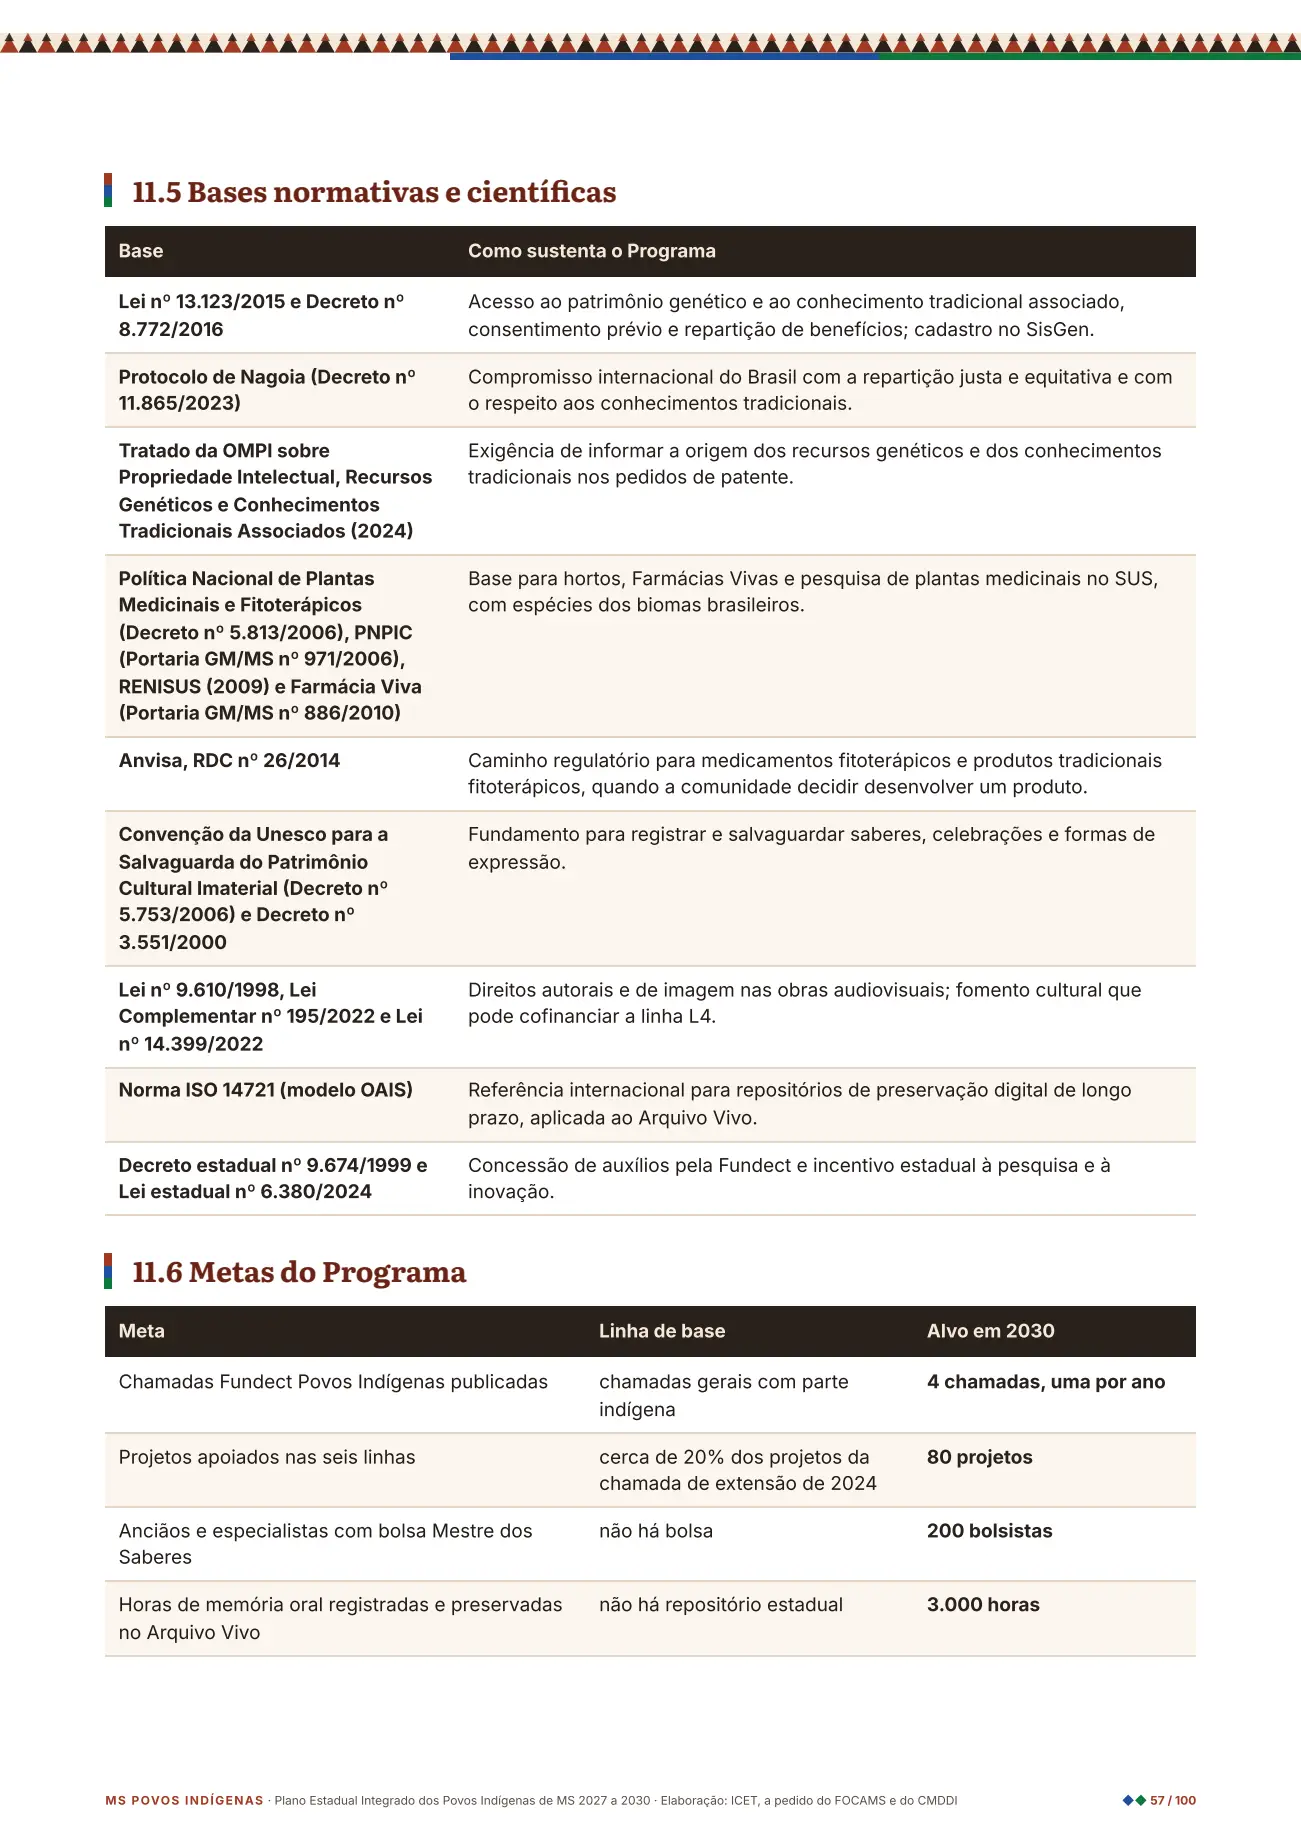 11.5 Bases normativas e científicas
Base
Como sustenta o Programa
Lei nº 13.123/2015 e Decreto nº
8.772/2016
Acesso ao patrimônio genético e ao conhecimento tradicional associado,
consentimento prévio e repartição de benefícios; cadastro no SisGen.
Protocolo de Nagoia (Decreto nº
11.865/2023)
Compromisso internacional do Brasil com a repartição justa e equitativa e com
o respeito aos conhecimentos tradicionais.
Tratado da OMPI sobre
Propriedade Intelectual, Recursos
Genéticos e Conhecimentos
Tradicionais Associados (2024)
Exigência de informar a origem dos recursos genéticos e dos conhecimentos
tradicionais nos pedidos de patente.
Política Nacional de Plantas
Medicinais e Fitoterápicos
(Decreto nº 5.813/2006), PNPIC
(Portaria GM/MS nº 971/2006),
RENISUS (2009) e Farmácia Viva
(Portaria GM/MS nº 886/2010)
Base para hortos, Farmácias Vivas e pesquisa de plantas medicinais no SUS,
com espécies dos biomas brasileiros.
Anvisa, RDC nº 26/2014
Caminho regulatório para medicamentos fitoterápicos e produtos tradicionais
fitoterápicos, quando a comunidade decidir desenvolver um produto.
Convenção da Unesco para a
Salvaguarda do Patrimônio
Cultural Imaterial (Decreto nº
5.753/2006) e Decreto nº
3.551/2000
Fundamento para registrar e salvaguardar saberes, celebrações e formas de
expressão.
Lei nº 9.610/1998, Lei
Complementar nº 195/2022 e Lei
nº 14.399/2022
Direitos autorais e de imagem nas obras audiovisuais; fomento cultural que
pode cofinanciar a linha L4.
Norma ISO 14721 (modelo OAIS)
Referência internacional para repositórios de preservação digital de longo
prazo, aplicada ao Arquivo Vivo.
Decreto estadual nº 9.674/1999 e
Lei estadual nº 6.380/2024
Concessão de auxílios pela Fundect e incentivo estadual à pesquisa e à
inovação.
11.6 Metas do Programa
Meta
Linha de base
Alvo em 2030
Chamadas Fundect Povos Indígenas publicadas
chamadas gerais com parte
indígena
4 chamadas, uma por ano
Projetos apoiados nas seis linhas
cerca de 20% dos projetos da
chamada de extensão de 2024
80 projetos
Anciãos e especialistas com bolsa Mestre dos
Saberes
não há bolsa
200 bolsistas
Horas de memória oral registradas e preservadas
no Arquivo Vivo
não há repositório estadual
3.000 horas
MS POVOS INDÍGENAS · Plano Estadual Integrado dos Povos Indígenas de MS 2027 a 2030 · Elaboração: ICET, a pedido do FOCAMS e do CMDDI
57 / 100